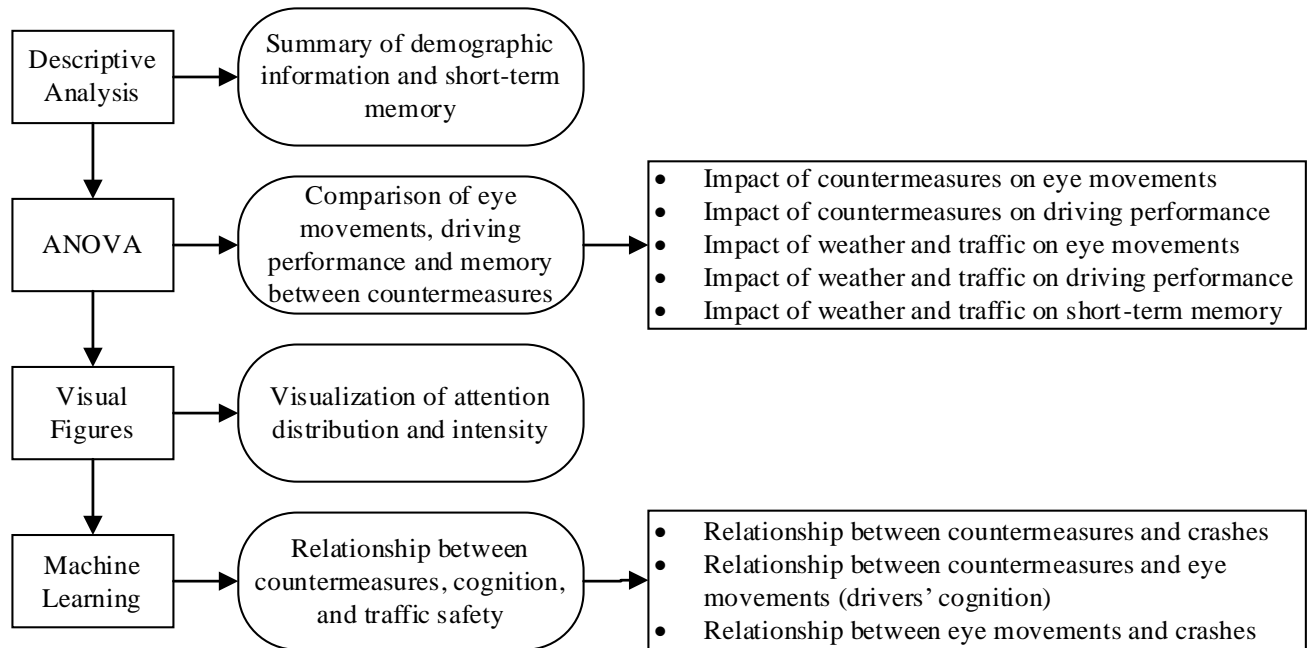 Descriptive
Analysis
Summary of demographic
information and short-term
memory
ANOVA
Comparison of eye
movements, driving
performance and memory
between countermeasures
• Impact of countermeasures on eye movements
• Impact of countermeasures on driving performance
• Impact of weather and traffic on eye movements
• Impact of weather and traffic on driving performance
• Impact of weather and traffic on short-term memory
Visual
Figures
Visualization of attention
distribution and intensity
Machine
Learning
Relationship between
countermeasures, cognition,
and traffic safety
• Relationship between countermeasures and crashes
• Relationship between countermeasures and eye
movements (drivers’ cognition)
• Relationship between eye movements and crashes